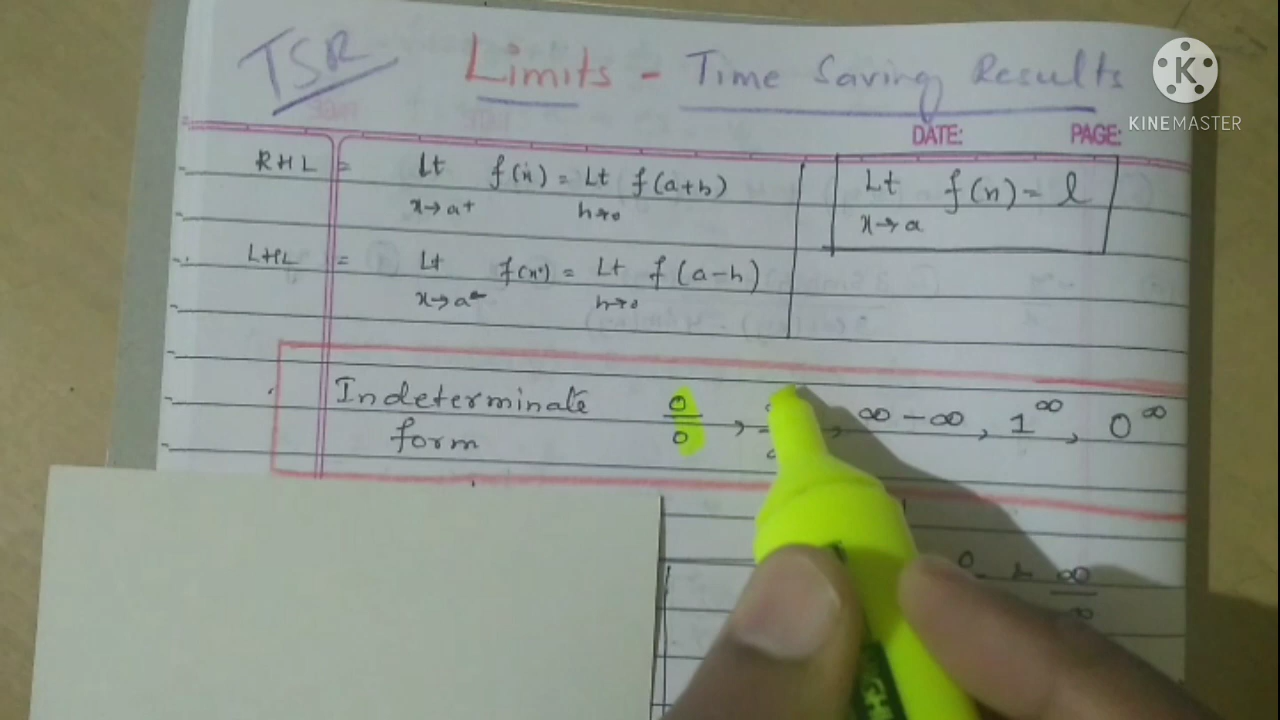 TSR Limits - Time Saving Results
KINEMASTER
DATE: PAGE:
RHL = Lt f(x) = Lt f(a+h)
x→a+ h→0
Lt f(x) = l
x→a
LHL = Lt f(x) = Lt f(a-h)
x→a- h→0
Indeterminate 0/0 , , ∞-∞ , 1^∞ , 0^∞
form
∞/∞